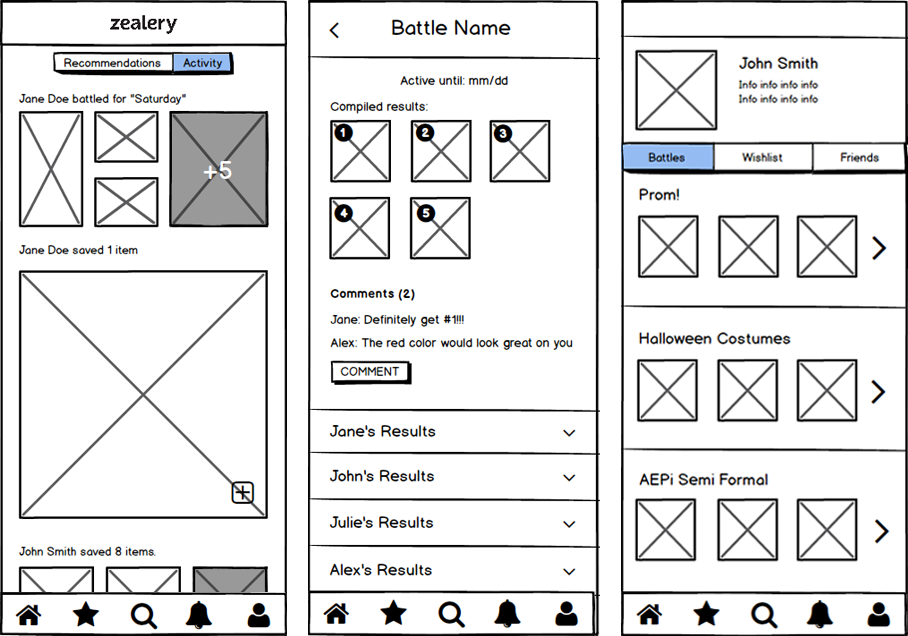 zealery
Recommendations
Activity
Jane Doe battled for "Saturday"
+5
Jane Doe saved 1 item
John Smith saved 8 items.
Battle Name
Active until: mm/dd
Compiled results:
1
2
3
4
5
Comments (2)
Jane: Definitely get #1!!!
Alex: The red color would look great on you
COMMENT
Jane's Results
John's Results
Julie's Results
Alex's Results
John Smith
Info info info info
Info info info info
Battles
Wishlist
Friends
Prom!
Halloween Costumes
AEPi Semi Formal